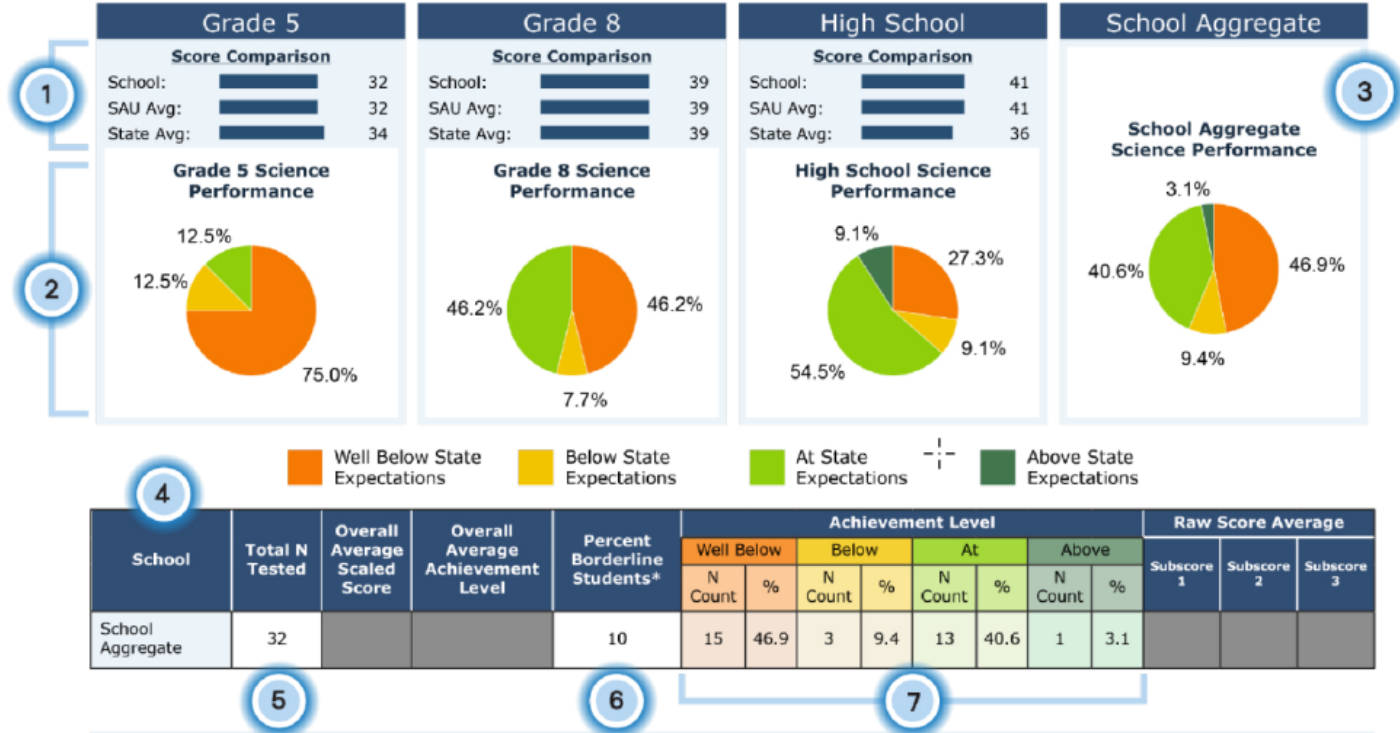 Grade 5
Score Comparison
School: 32
SAU Avg: 32
State Avg: 34
Grade 5 Science
Performance
12.5%
12.5%
75.0%
Grade 8
Score Comparison
School: 39
SAU Avg: 39
State Avg: 39
Grade 8 Science
Performance
46.2%
46.2%
7.7%
High School
Score Comparison
School: 41
SAU Avg: 41
State Avg: 36
High School Science
Performance
9.1%
27.3%
9.1%
54.5%
School Aggregate
School Aggregate
Science Performance
3.1%
40.6%
46.9%
9.4%
1
2
3
Well Below State
Expectations
Below State
Expectations
At State
Expectations
Above State
Expectations
4
School
Total N
Tested
Overall
Average
Scaled
Score
Overall
Average
Achievement
Level
Percent
Borderline
Students*
Achievement Level
Well Below
Below
At
Above
N
Count
%
N
Count
%
N
Count
%
N
Count
%
Raw Score Average
Subscore
1
Subscore
2
Subscore
3
School
Aggregate
32
10
15
46.9
3
9.4
13
40.6
1
3.1
5
6
7